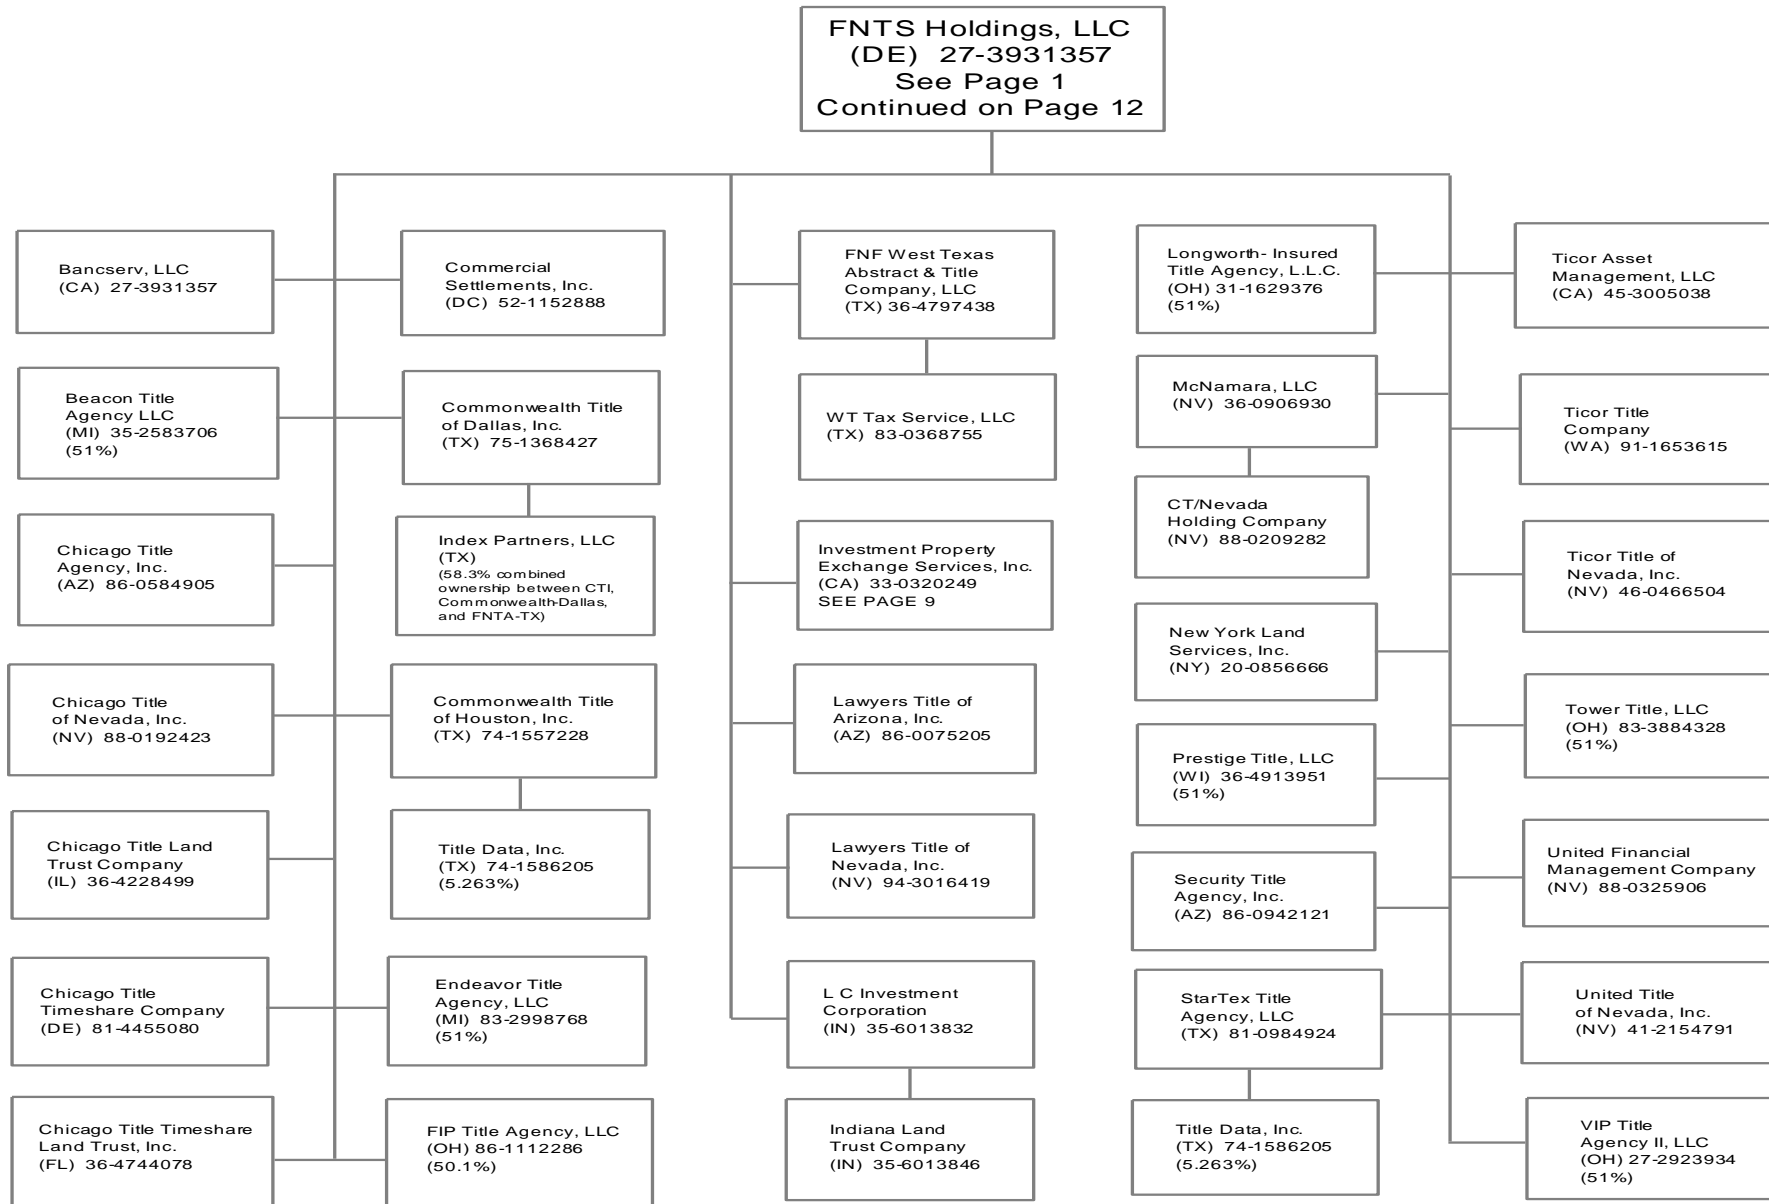 FNTS Holdings, LLC
(DE) 27-3931357
See Page 1
Continued on Page 12
Bancserv, LLC
(CA) 27-3931357
Beacon Title
Agency LLC
(MI) 35-2583706
(51%)
Chicago Title
Agency, Inc.
(AZ) 86-0584905
Chicago Title
of Nevada, Inc.
(NV) 88-0192423
Chicago Title Land
Trust Company
(IL) 36-4228499
Chicago Title
Timeshare Company
(DE) 81-4455080
Chicago Title Timeshare
Land Trust, Inc.
(FL) 36-4744078
Commercial
Settlements, Inc.
(DC) 52-1152888
Commonwealth Title
of Dallas, Inc.
(TX) 75-1368427
Index Partners, LLC
(TX)
(58.3% combined
ownership between CTI,
Commonwealth-Dallas,
and FNTA-TX)
Commonwealth Title
of Houston, Inc.
(TX) 74-1557228
Title Data, Inc.
(TX) 74-1586205
(5.263%)
Endeavor Title
Agency, LLC
(MI) 83-2998768
(51%)
FIP Title Agency, LLC
(OH) 86-1112286
(50.1%)
FNF West Texas
Abstract & Title
Company, LLC
(TX) 36-4797438
WT Tax Service, LLC
(TX) 83-0368755
Investment Property
Exchange Services, Inc.
(CA) 33-0320249
SEE PAGE 9
Lawyers Title of
Arizona, Inc.
(AZ) 86-0075205
Lawyers Title of
Nevada, Inc.
(NV) 94-3016419
L C Investment
Corporation
(IN) 35-6013832
Indiana Land
Trust Company
(IN) 35-6013846
Longworth- Insured
Title Agency, L.L.C.
(OH) 31-1629376
(51%)
McNamara, LLC
(NV) 36-0906930
CT/Nevada
Holding Company
(NV) 88-0209282
New York Land
Services, Inc.
(NY) 20-0856666
Prestige Title, LLC
(WI) 36-4913951
(51%)
Security Title
Agency, Inc.
(AZ) 86-0942121
StarTex Title
Agency, LLC
(TX) 81-0984924
Title Data, Inc.
(TX) 74-1586205
(5.263%)
Ticor Asset
Management, LLC
(CA) 45-3005038
Ticor Title
Company
(WA) 91-1653615
Ticor Title of
Nevada, Inc.
(NV) 46-0466504
Tower Title, LLC
(OH) 83-3884328
(51%)
United Financial
Management Company
(NV) 88-0325906
United Title
of Nevada, Inc.
(NV) 41-2154791
VIP Title
Agency II, LLC
(OH) 27-2923934
(51%)